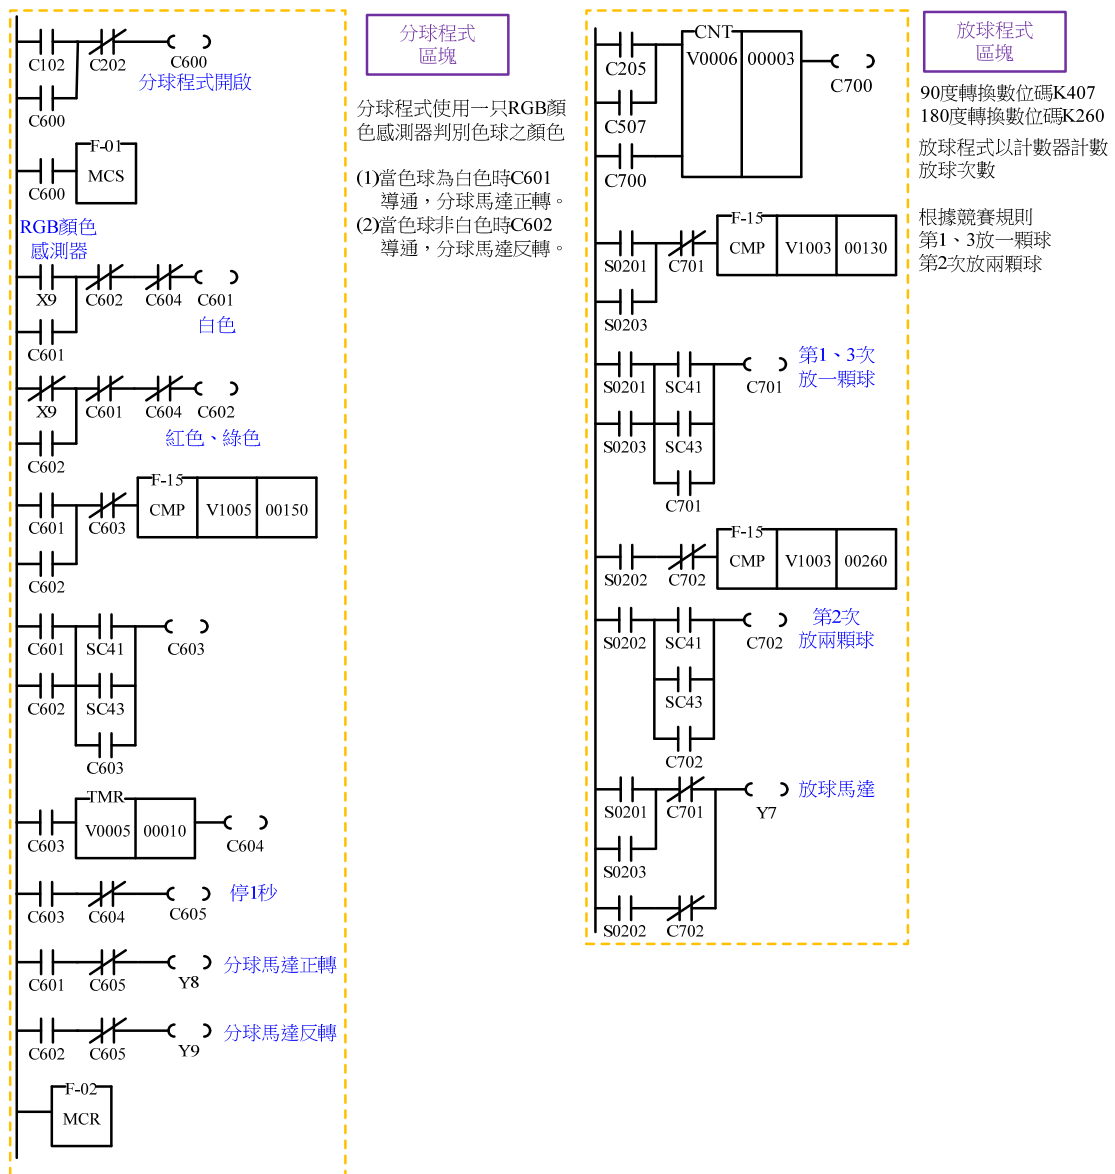 C102
C202
C600
分球程式開啟
C600
F-01
C600
MCS
RGB顏色
感測器
X9
C602
C604
C601
白色
C601
X9
C601
C604
C602
紅色、綠色
C602
F-15
C601
C603
CMP
V1005
00150
C602
C601
SC41
C603
C602
SC43
C603
TMR
C603
V0005
00010
C604
C603
C604
C605
停1秒
C601
C605
Y8
分球馬達正轉
C602
C605
Y9
分球馬達反轉
F-02
MCR
分球程式
區塊
分球程式使用一只RGB顏
色感測器判別色球之顏色
(1)當色球為白色時C601
導通，分球馬達正轉。
(2)當色球非白色時C602
導通，分球馬達反轉。
CNT
C205
V0006
00003
C700
C507
C700
F-15
S0201
C701
CMP
V1003
00130
S0203
S0201
SC41
C701
第1、3次
放一顆球
S0203
SC43
C701
F-15
S0202
C702
CMP
V1003
00260
S0202
SC41
C702
第2次
放兩顆球
SC43
C702
S0201
C701
Y7
放球馬達
S0203
S0202
C702
放球程式
區塊
90度轉換數位碼K407
180度轉換數位碼K260
放球程式以計數器計數
放球次數
根據競賽規則
第1、3放一顆球
第2次放兩顆球